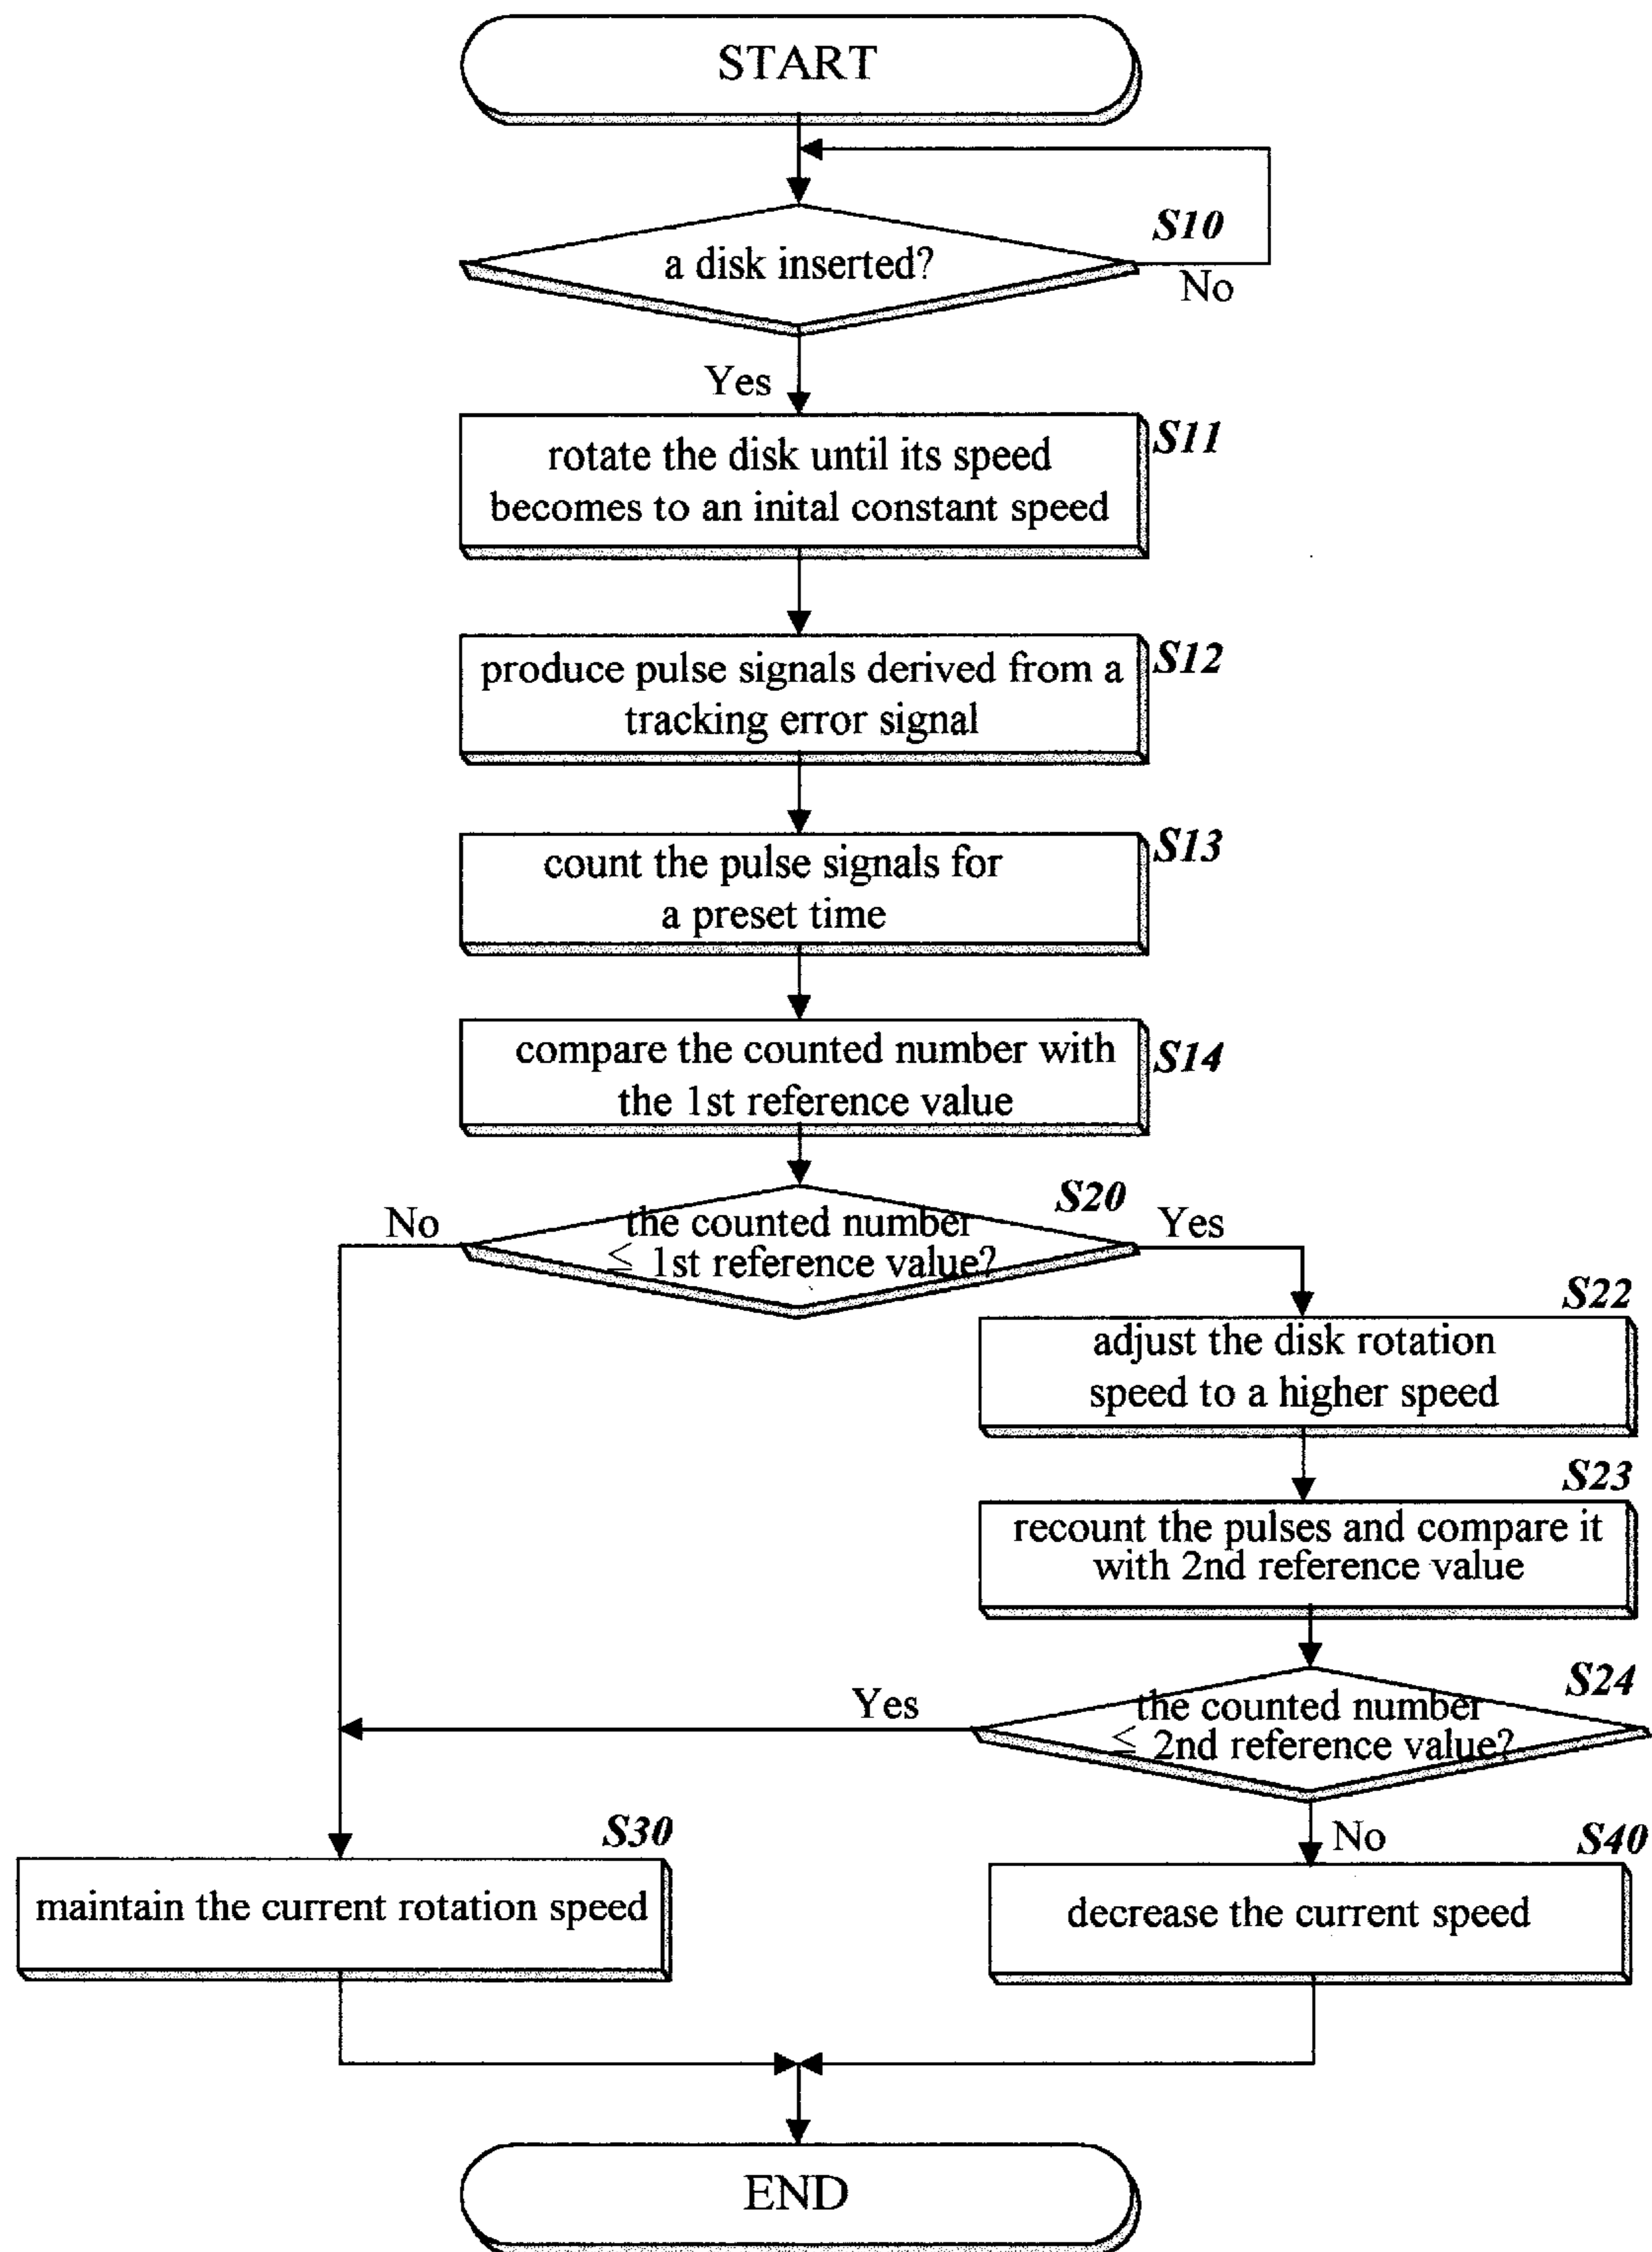 START
S10
a disk inserted?
No
Yes
S11
rotate the disk until its speed
becomes to an inital constant speed
S12
produce pulse signals derived from a
tracking error signal
S13
count the pulse signals for
a preset time
S14
compare the counted number with
the 1st reference value
S20
No
the counted number
≦ 1st reference value?
Yes
S22
adjust the disk rotation
speed to a higher speed
S23
recount the pulses and compare it
with 2nd reference value
S24
Yes
the counted number
≦ 2nd reference value?
No
S30
maintain the current rotation speed
S40
decrease the current speed
END